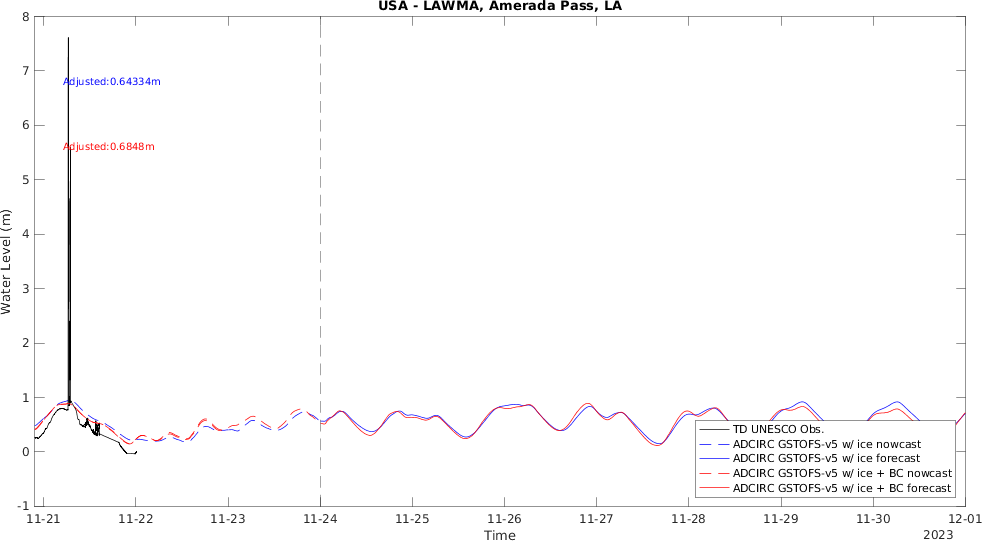 USA - LAWMA, Amerada Pass, LA
8
7
6
5
4
3
2
1
0
-1
Water Level (m)
Adjusted:0.64334m
Adjusted:0.6848m
TD UNESCO Obs.
ADCIRC GSTOFS-v5 w/ ice nowcast
ADCIRC GSTOFS-v5 w/ ice forecast
ADCIRC GSTOFS-v5 w/ ice + BC nowcast
ADCIRC GSTOFS-v5 w/ ice + BC forecast
11-21 11-22 11-23 11-24 11-25 11-26 11-27 11-28 11-29 11-30 12-01
Time
2023